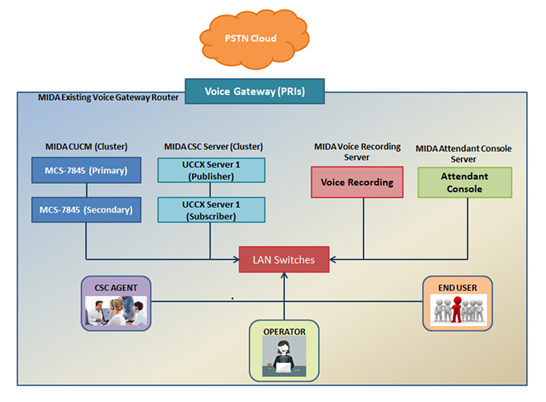 PSTN Cloud
Voice Gateway (PRIs)
MIDA Existing Voice Gateway Router
MIDA CUCM (Cluster)
MCS-7845 (Primary)
MCS-7845 (Secondary)
MIDA CSC Server (Cluster)
UCCX Server 1
(Publisher)
UCCX Server 1
(Subscriber)
MIDA Voice Recording
Server
Voice Recording
MIDA Attendant Console
Server
Attendant
Console
LAN Switches
CSC AGENT
END USER
OPERATOR